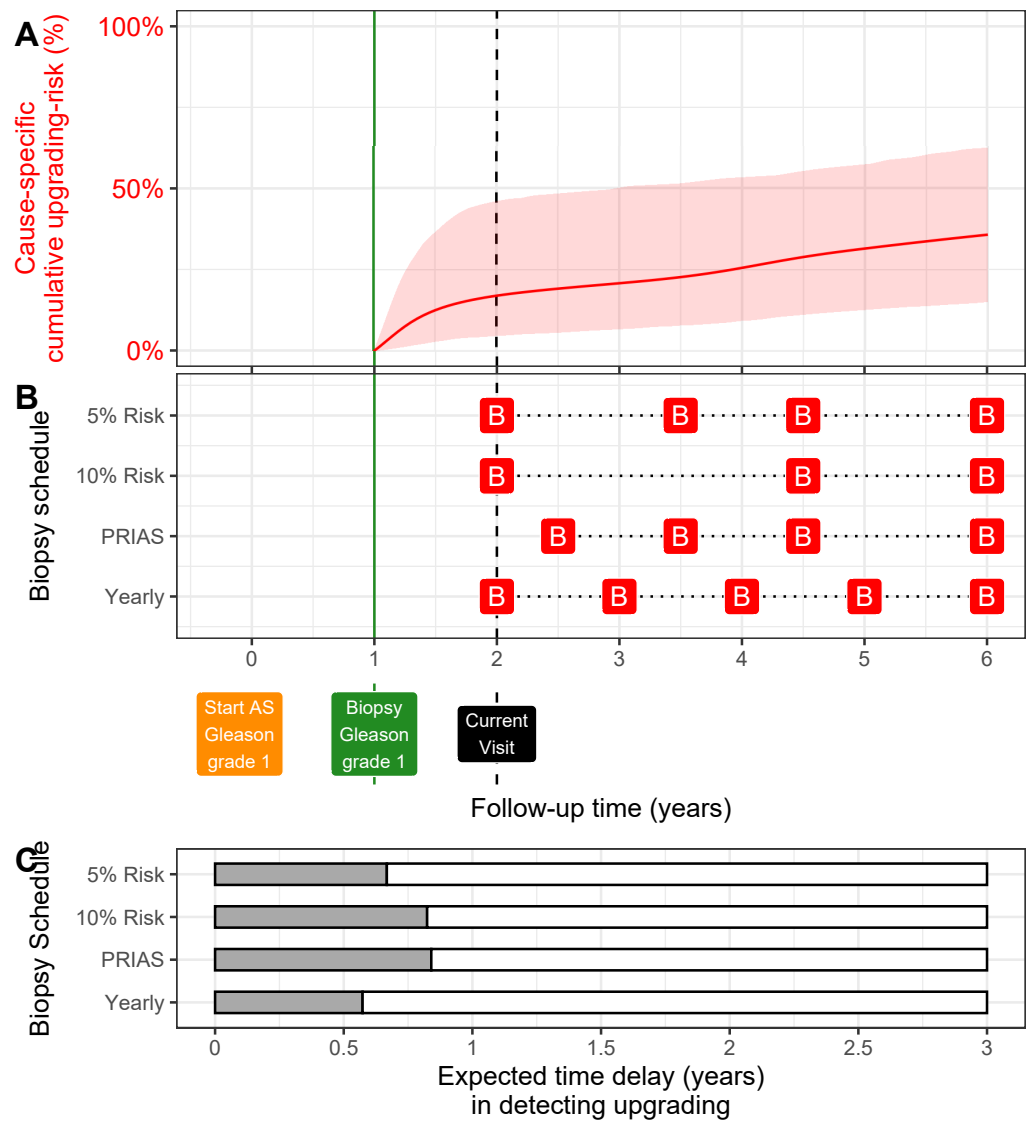 A
Cause-specific
cumulative upgrading-risk (%)
100%
50%
0%
B
Biopsy schedule
5% Risk
B B B B
10% Risk
B B B
PRIAS
B B B B
Yearly
B B B B B
0 1 2 3 4 5 6
Start AS
Gleason
grade 1
Biopsy
Gleason
grade 1
Current
Visit
Follow-up time (years)
C
Biopsy Schedule
5% Risk
10% Risk
PRIAS
Yearly
0 0.5 1 1.5 2 2.5 3
Expected time delay (years)
in detecting upgrading